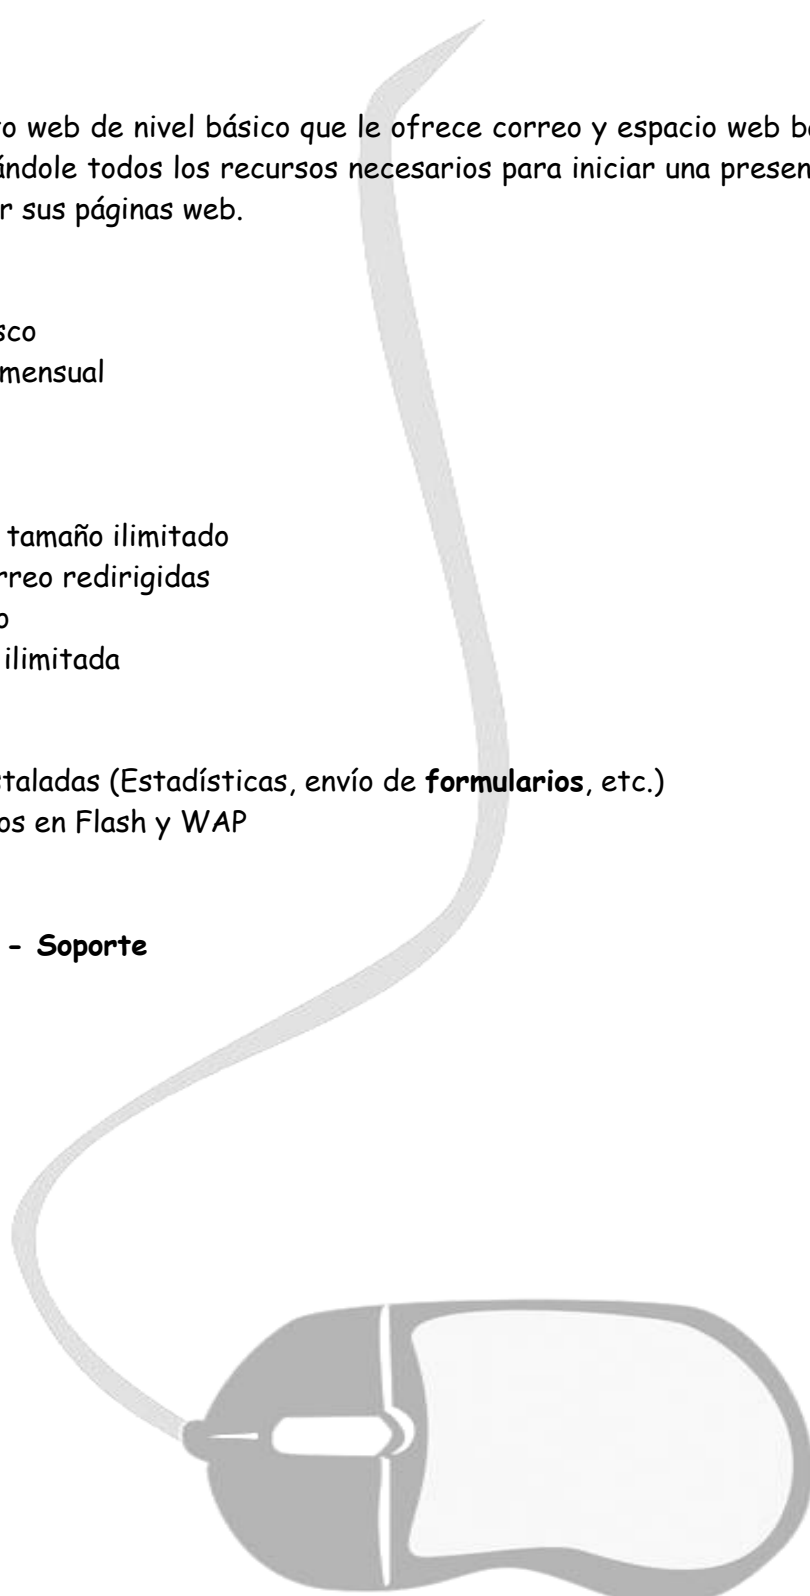 o web de nivel básico que le ofrece correo y espacio web b
ándole todos los recursos necesarios para iniciar una presen
r sus páginas web.
sco
mensual
tamaño ilimitado
rreo redirigidas
o
ilimitada
staladas (Estadísticas, envío de formularios, etc.)
os en Flash y WAP
- Soporte